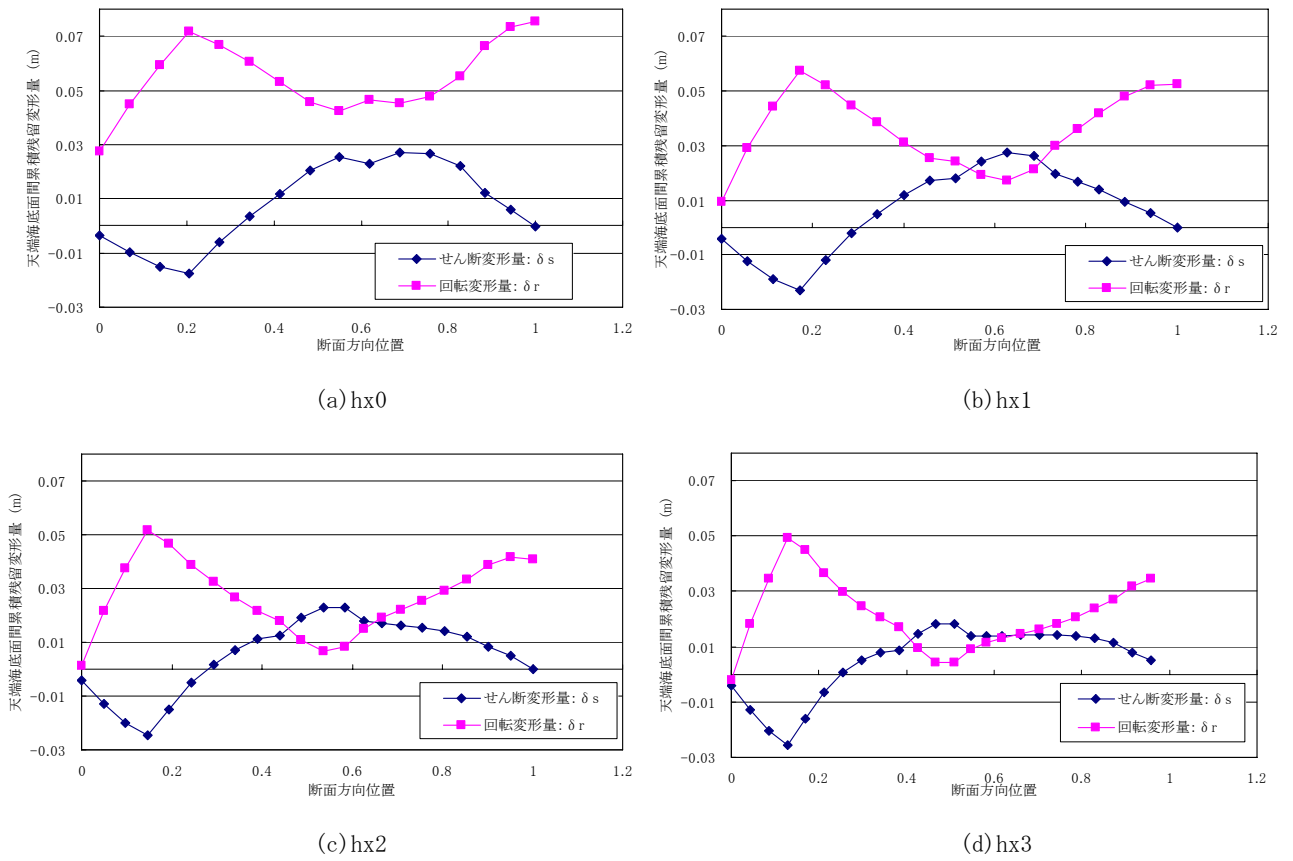 天端海底面間累積残留変形量 (m)
0.07
0.05
0.03
0.01
-0.01
-0.03
0
0.2
0.4
0.6
0.8
1
1.2
断面方向位置
せん断変形量: δs
回転変形量: δr
(a)hx0
天端海底面間累積残留変形量 (m)
0.07
0.05
0.03
0.01
-0.01
-0.03
0
0.2
0.4
0.6
0.8
1
1.2
断面方向位置
せん断変形量: δs
回転変形量: δr
(b)hx1
天端海底面間累積残留変形量 (m)
0.07
0.05
0.03
0.01
-0.01
-0.03
0
0.2
0.4
0.6
0.8
1
1.2
断面方向位置
せん断変形量: δs
回転変形量: δr
(c)hx2
天端海底面間累積残留変形量 (m)
0.07
0.05
0.03
0.01
-0.01
-0.03
0
0.2
0.4
0.6
0.8
1
1.2
断面方向位置
せん断変形量: δs
回転変形量: δr
(d)hx3